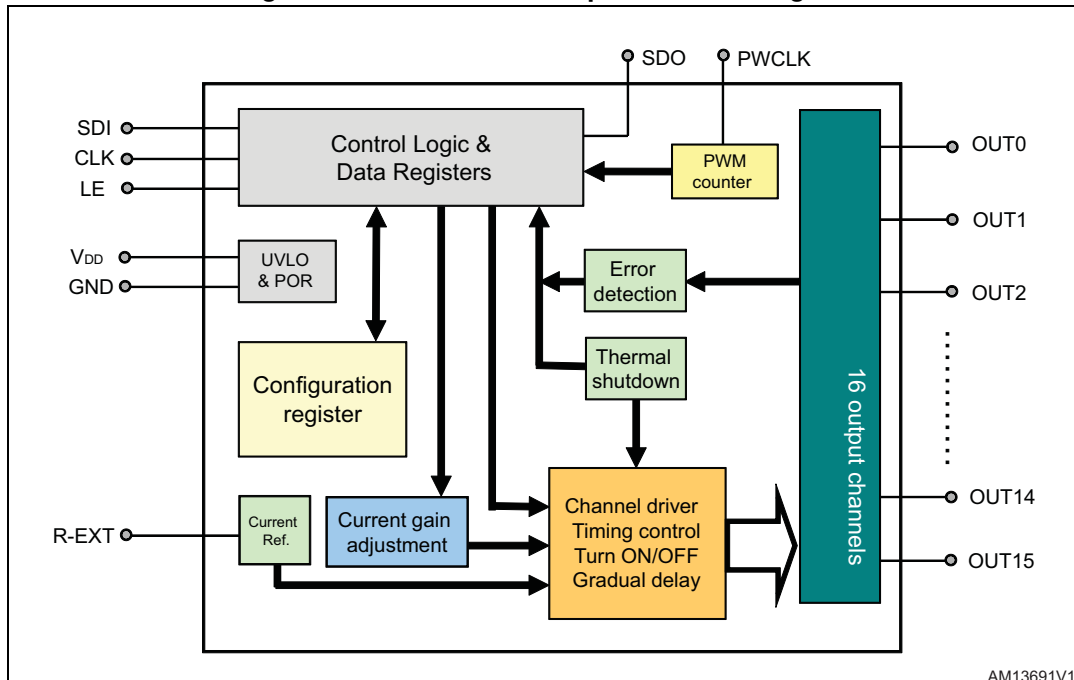 SDO
PWCLK
SDI
CLK
LE
Control Logic &
Data Registers
PWM
counter
OUT0
OUT1
VDD
GND
UVLO
& POR
Error
detection
OUT2
Thermal
shutdown
Configuration
register
16 output channels
R-EXT
Current
Ref.
Current gain
adjustment
Channel driver
Timing control
Turn ON/OFF
Gradual delay
OUT14
OUT15
AM13691V1